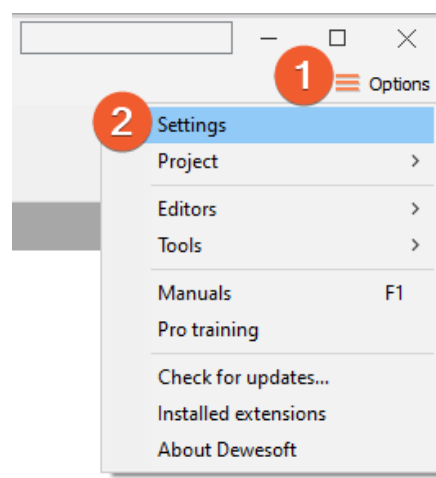 1
Options
2 Settings
Project
Editors
Tools
Manuals F1
Pro training
Check for updates...
Installed extensions
About Dewesoft